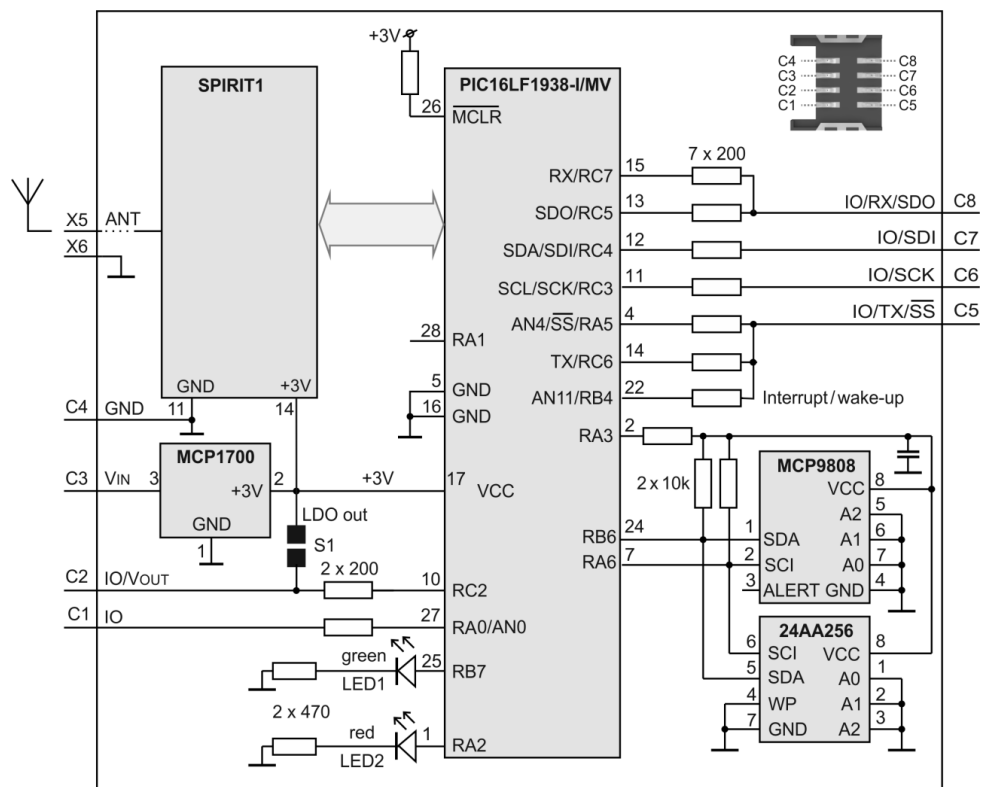 +3V
SPIRIT1
PIC16LF1938-I/MV
C4 C8
C3 C7
C2 C6
C1 C5
26 MCLR
7 x 200
RX/RC7 15
SDO/RC5 13 IO/RX/SDO C8
X5 ANT
X6
SDA/SDI/RC4 12 IO/SDI C7
SCL/SCK/RC3 11 IO/SCK C6
AN4/SS/RA5 4 IO/TX/SS C5
28 RA1
TX/RC6 14
5 GND
16 GND
AN11/RB4 22 Interrupt / wake-up
GND +3V
11 14
C4 GND
RA3 2
MCP1700
C3 VIN 3 +3V 2 +3V 17 VCC
GND
1
2 x 10k
MCP9808
VCC 8
A2 5
RB6 24 1 SDA A1 6
RA6 7 2 SCI A0 7
3 ALERT GND 4
LDO out
S1
C2 IO/VOUT 2 x 200 10 RC2
C1 IO 27 RA0/AN0
24AA256
6 SCI VCC 8
5 SDA A0 1
4 WP A1 2
7 GND A2 3
green
LED1 25 RB7
2 x 470
red
LED2 1 RA2